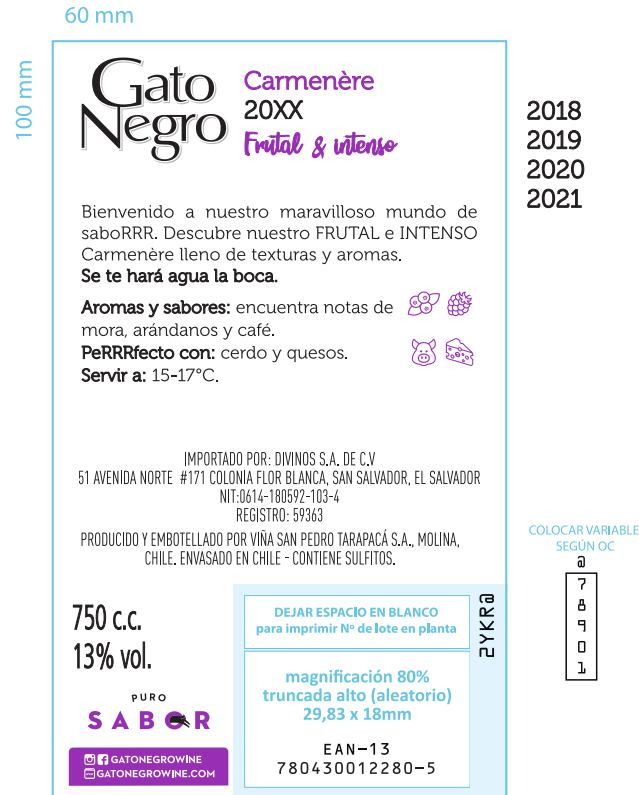 60 mm
100 mm
Gato
Negro
Carmenère
20XX
Frutal & intenso
2018
2019
2020
2021
Bienvenido a nuestro maravilloso mundo de
saboRRR. Descubre nuestro FRUTAL e INTENSO
Carmenère lleno de texturas y aromas.
Se te hará agua la boca.
Aromas y sabores: encuentra notas de
mora, arándanos y café.
PeRRRfecto con: cerdo y quesos.
Servir a: 15-17°C.
IMPORTADO POR: DIVINOS S.A. DE C.V
51 AVENIDA NORTE #171 COLONIA FLOR BLANCA, SAN SALVADOR, EL SALVADOR
NIT:0614-180592-103-4
REGISTRO: 59363
PRODUCIDO Y EMBOTELLADO POR VIÑA SAN PEDRO TARAPACÁ S.A., MOLINA,
CHILE. ENVASADO EN CHILE - CONTIENE SULFITOS.
COLOCAR VARIABLE
SEGÚN OC
@
7
8
9
0
1
750 c.c.
13% vol.
DEJAR ESPACIO EN BLANCO
para imprimir Nº de lote en planta
2YKR@
magnificación 80%
truncada alto (aleatorio)
29,83 x 18mm
EAN-13
780430012280-5
PURO
SABOR
GATONEGROWINE
GATONEGROWINE.COM